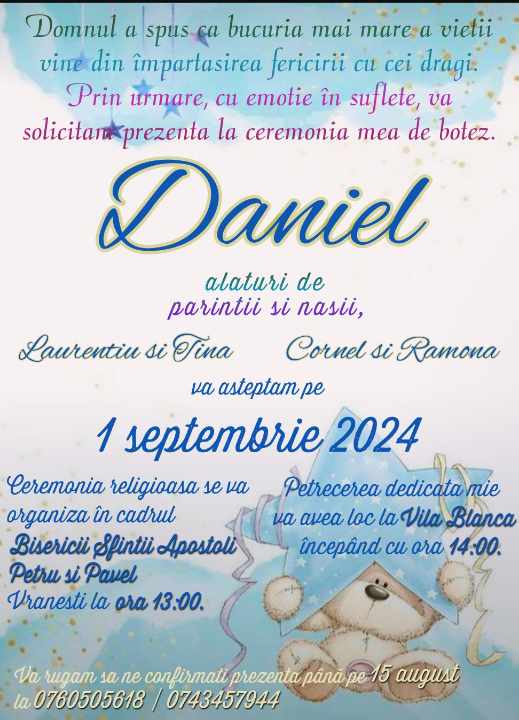 Domnul a spus ca bucuria mai mare a vietii
vine din împartasirea fericirii cu cei dragi.
Prin urmare, cu emotie în suflete, va
solicitam prezenta la ceremonia mea de botez.
Daniel
alaturi de
parintii si nasii,
Laurentiu si Tina
Cornel si Ramona
va asteptam pe
1 septembrie 2024
Ceremonia religioasa se va
organiza în cadrul
Bisericii Sfintii Apostoli
Petru si Pavel
Vranesti la ora 13:00.
Petrecerea dedicata mie
va avea loc la Vila Blanca
începând cu ora 14:00.
Va rugam sa ne confirmati prezenta până pe 15 august
la 0760505618 / 0743457944